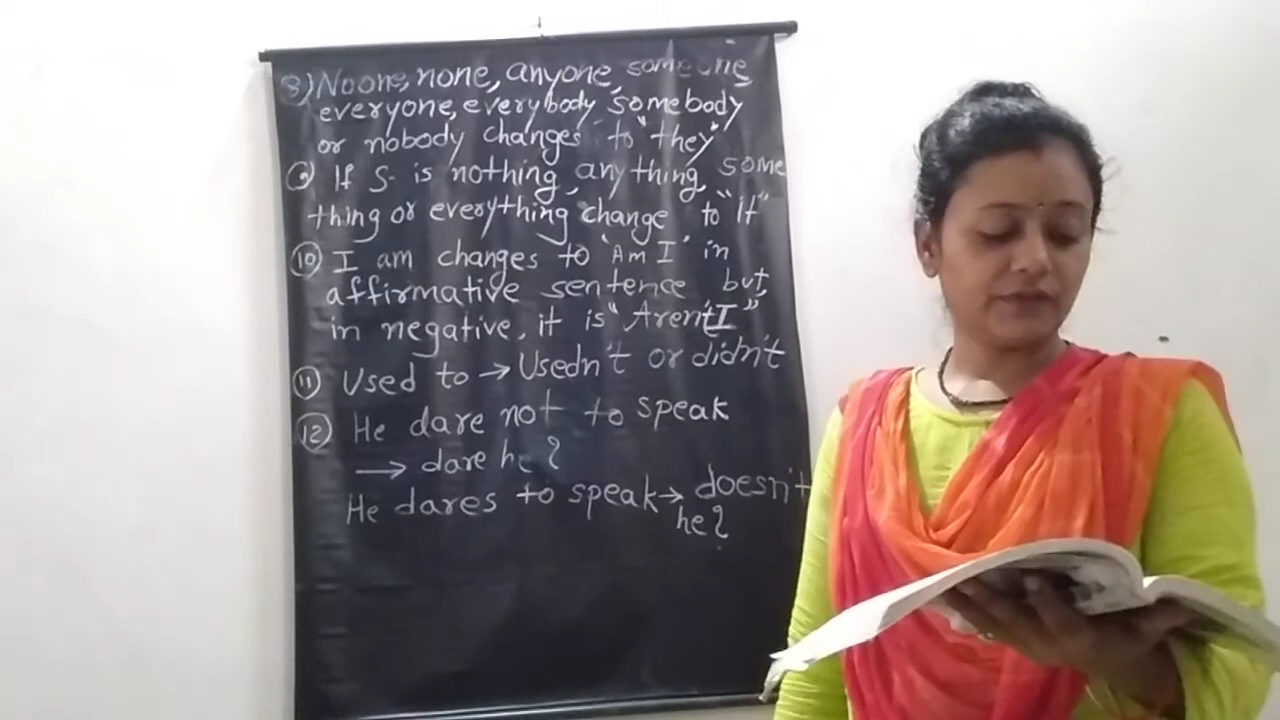 8) No one, none, anyone, someone
everyone, everybody somebody
or nobody changes to "they"
9) If S. is nothing, anything, some
thing or everything change to "It"
10) I am changes to "Am I" in
affirmative sentence but,
in negative, it is "Aren't I"
11) Used to → Usedn't or didn't
12) He dare not to speak
→ dare he?
He dares to speak → doesn't
he?